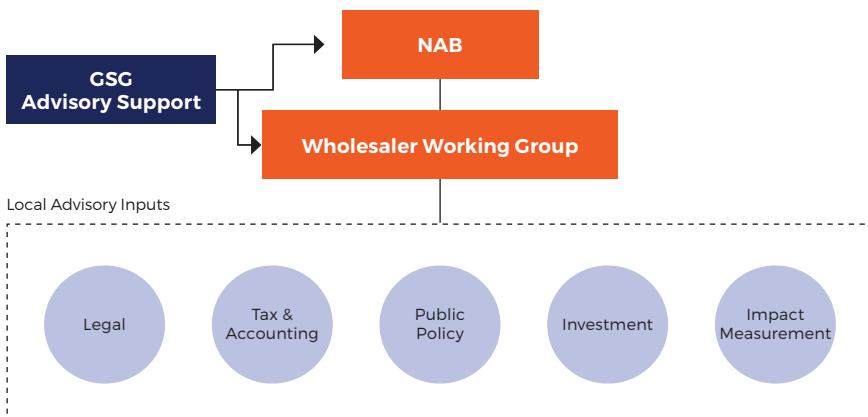 NAB
GSG
Advisory Support
Wholesaler Working Group
Local Advisory Inputs
Legal
Tax &
Accounting
Public
Policy
Investment
Impact
Measurement